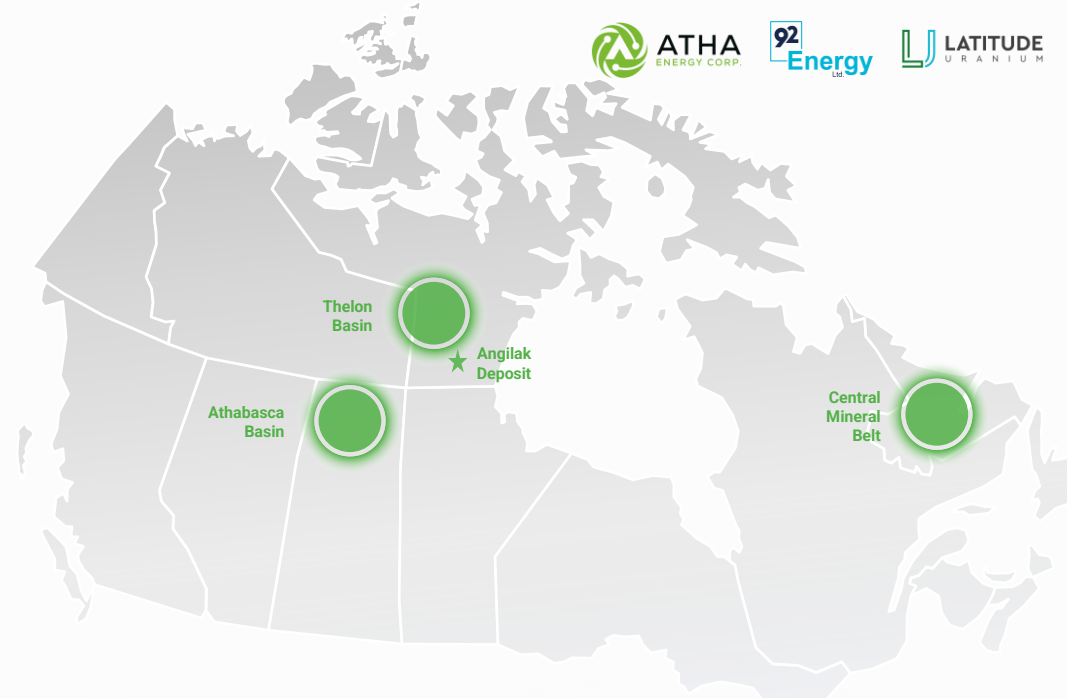 ATHA
ENERGY CORP.
92
Energy
Ltd.
LATITUDE
URANIUM
Thelon
Basin
Angilak
Deposit
Athabasca
Basin
Central
Mineral
Belt